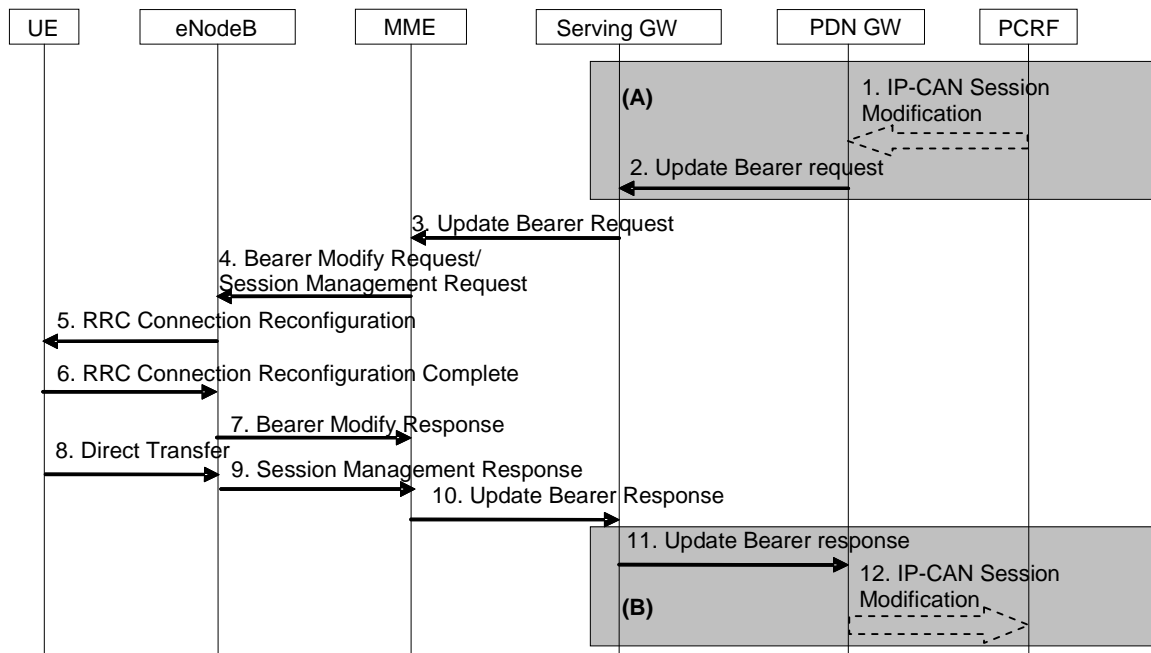 UE
eNodeB
MME
Serving GW
PDN GW
PCRF
(A)
1. IP-CAN Session
Modification
2. Update Bearer request
3. Update Bearer Request
4. Bearer Modify Request/
Session Management Request
5. RRC Connection Reconfiguration
6. RRC Connection Reconfiguration Complete
7. Bearer Modify Response
8. Direct Transfer
9. Session Management Response
10. Update Bearer Response
11. Update Bearer response
12. IP-CAN Session
Modification
(B)